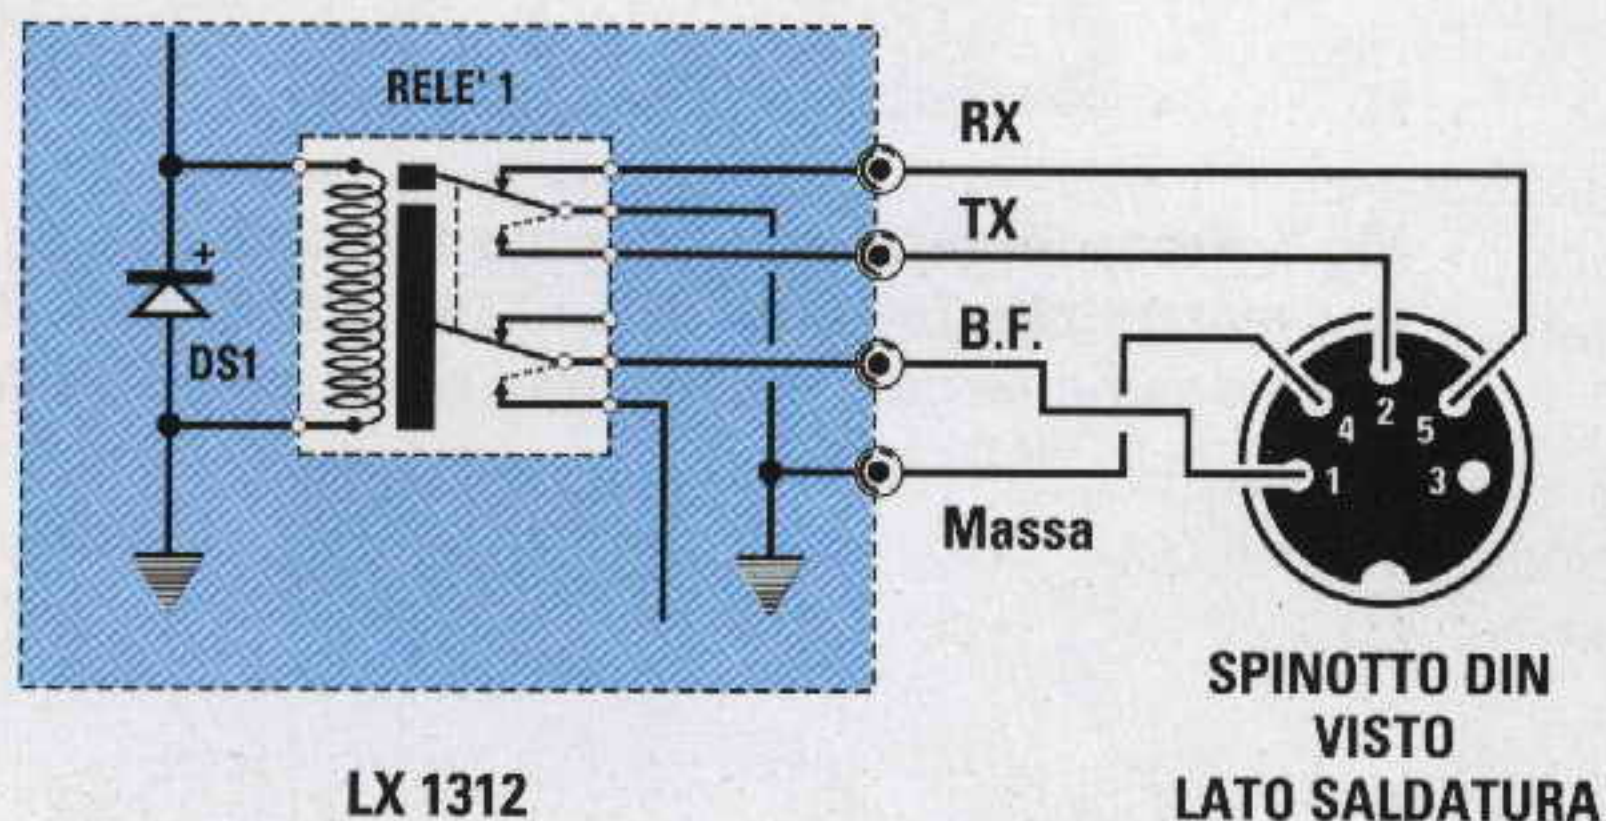 RELE' 1
RX
TX
+
DS1
B.F.
4
2
5
1
3
Massa
SPINOTTO DIN
VISTO
LATO SALDATURA
LX 1312